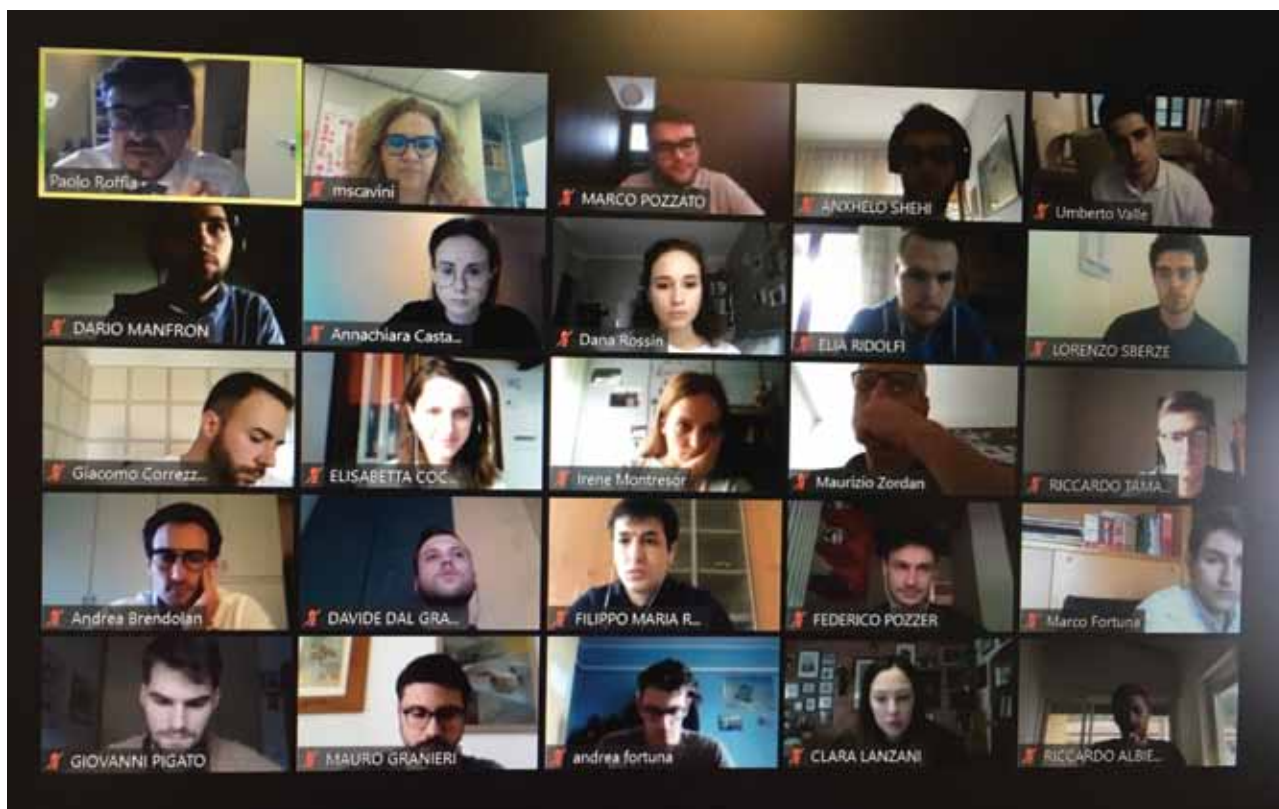 Paolo Roffia
mscavini
MARCO POZZATO
ANXHELO SHEHI
Umberto Valle
DARIO MANFRON
Annachiara Casta...
Dana Rossin
ELIA RIDOLFI
LORENZO SBERZE
Giacomo Correzz...
ELISABETTA COC...
Irene Montresor
Maurizio Zordan
RICCARDO TAMA...
Andrea Brendolan
DAVIDE DAL GRA...
FILIPPO MARIA R...
FEDERICO POZZER
Marco Fortuna
GIOVANNI PIGATO
MAURO GRANIERI
andrea fortuna
CLARA LANZANI
RICCARDO ALBIE...